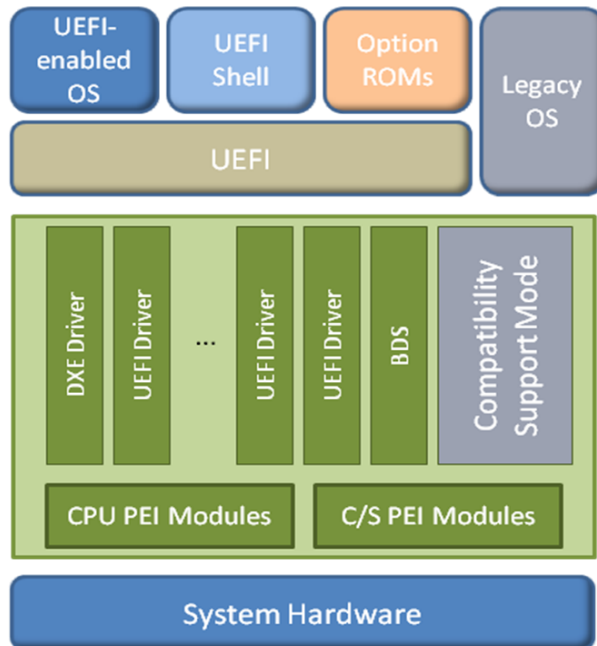 UEFI-
enabled
OS
UEFI
Shell
Option
ROMs
Legacy
OS
UEFI
DXE Driver
UEFI Driver
...
UEFI Driver
UEFI Driver
BDS
Compatibility
Support Mode
CPU PEI Modules
C/S PEI Modules
System Hardware